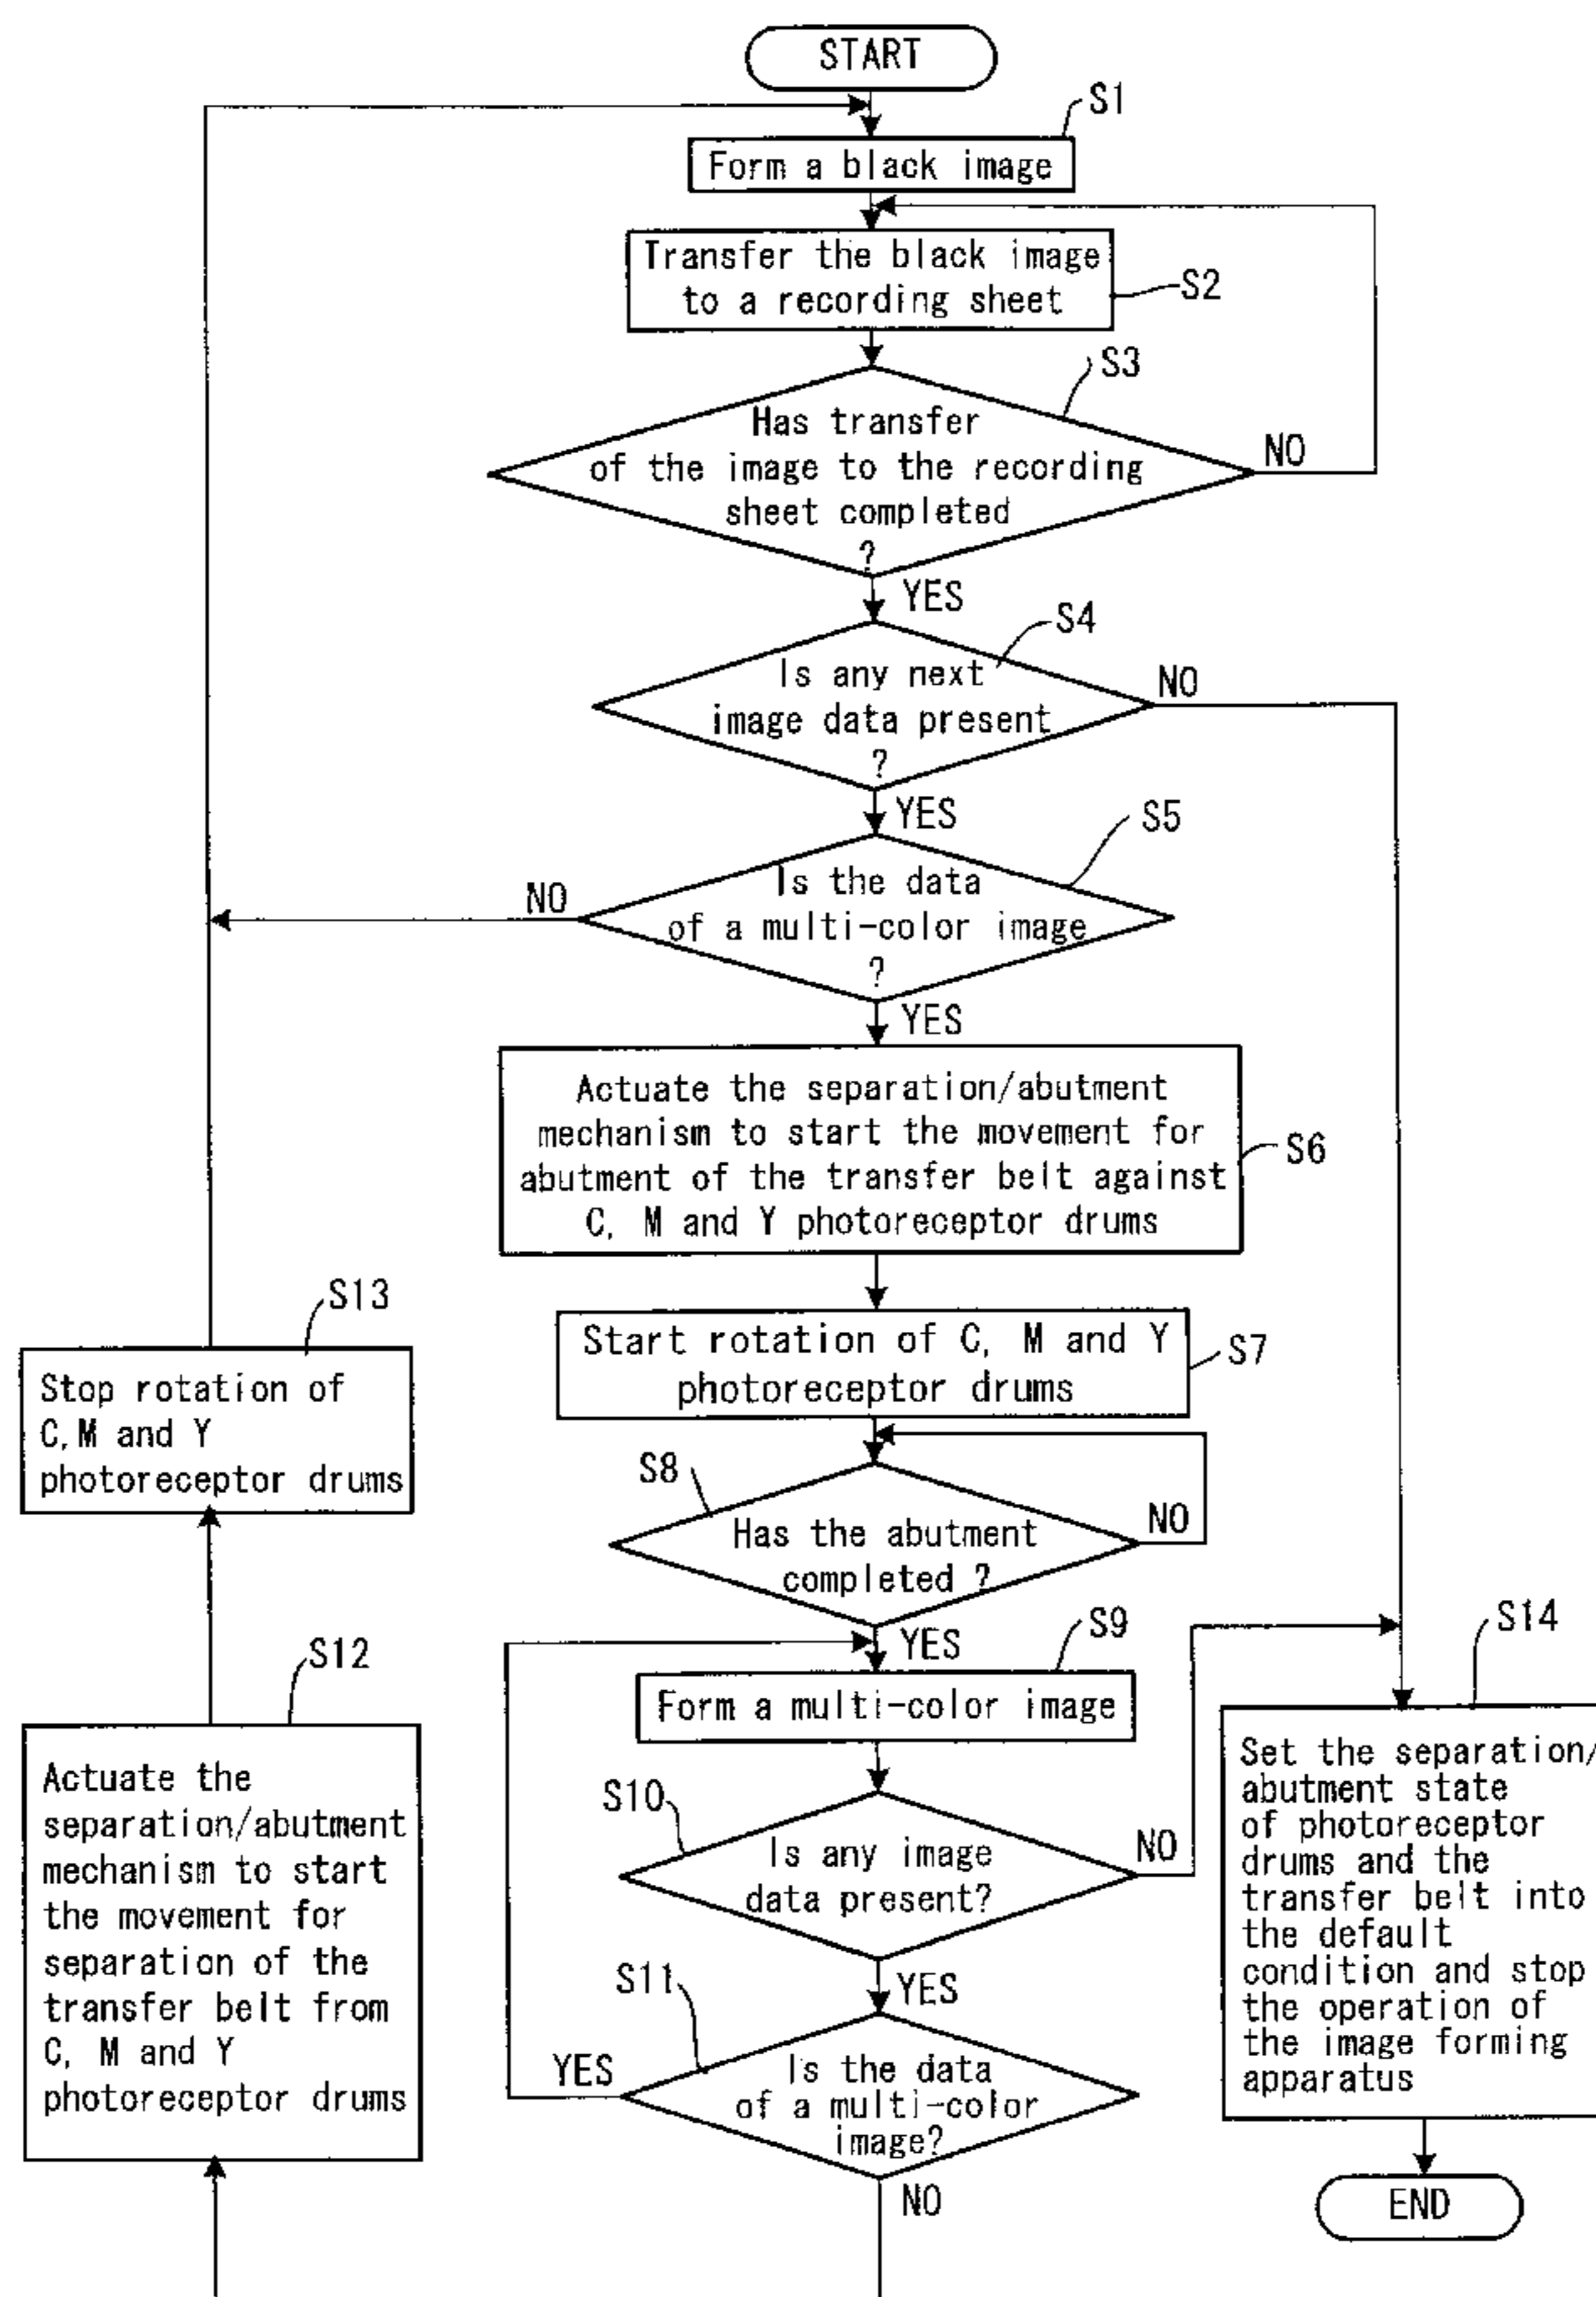 START
S1
Form a black image
Transfer the black image
to a recording sheet
S2
S3
Has transfer
of the image to the recording
sheet completed
?
NO
YES
S4
Is any next
image data present
?
NO
YES
S5
Is the data
of a multi-color image
?
NO
YES
Actuate the separation/abutment
mechanism to start the movement for
abutment of the transfer belt against
C, M and Y photoreceptor drums
S6
Start rotation of C, M and Y
photoreceptor drums
S7
S8
Has the abutment
completed ?
NO
YES
S9
Form a multi-color image
S10
Is any image
data present?
NO
YES
S11
Is the data
of a multi-color
image?
YES
NO
S12
Actuate the
separation/abutment
mechanism to start
the movement for
separation of the
transfer belt from
C, M and Y
photoreceptor drums
S13
Stop rotation of
C,M and Y
photoreceptor drums
S14
Set the separation/
abutment state
of photoreceptor
drums and the
transfer belt into
the default
condition and stop
the operation of
the image forming
apparatus
END